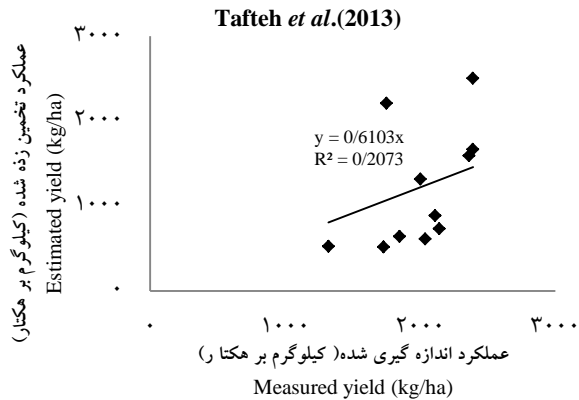 Tafteh et al.(2013)
عملکرد تخمین زده شده (کیلوگرم بر هکتار)
Estimated yield (kg/ha)
۳۰۰۰
۲۰۰۰
۱۰۰۰
۰
y = 0/6103x
R² = 0/2073
۰ ۱۰۰۰ ۲۰۰۰ ۳۰۰۰
عملکرد اندازه گیری شده( کیلوگرم بر هکتا ر)
Measured yield (kg/ha)